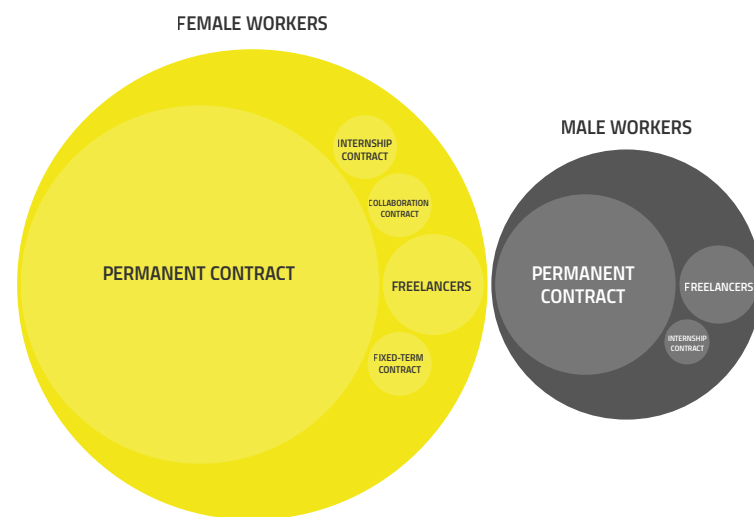 FEMALE WORKERS
INTERNSHIP
CONTRACT
COLLABORATION
CONTRACT
PERMANENT CONTRACT
FREELANCERS
FIXED-TERM
CONTRACT
MALE WORKERS
PERMANENT
CONTRACT
FREELANCERS
INTERNSHIP
CONTRACT